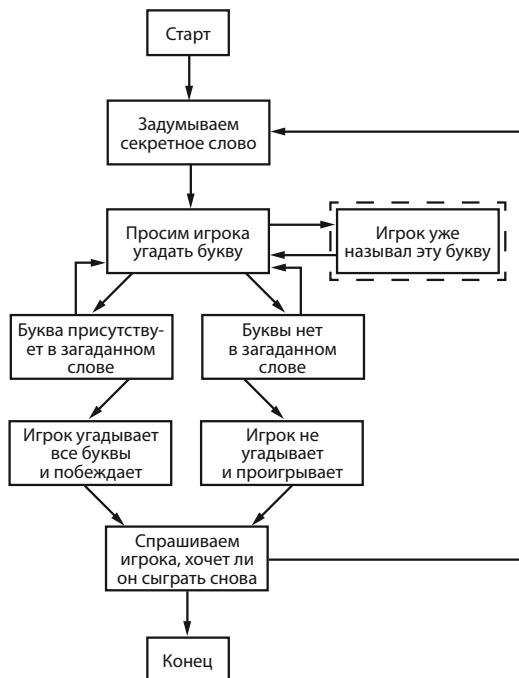 Старт
Задумываем
секретное слово
Просим игрока
угадать букву
Игрок уже
называл эту букву
Буква присутству-
ет в загаданном
слове
Буквы нет
в загаданном
слове
Игрок угадывает
все буквы
и побеждает
Игрок не
угадывает
и проигрывает
Спрашиваем
игрока, хочет ли
он сыграть снова
Конец